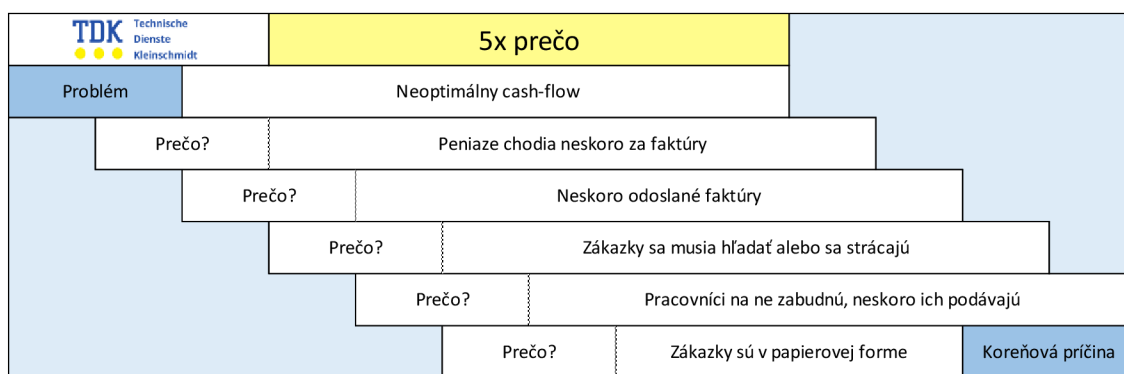 TDK
Technische
Dienste
Kleinschmidt
5x prečo
Problém
Neoptimálny cash-flow
Prečo?
Peniaze chodia neskoro za faktúry
Prečo?
Neskoro odoslané faktúry
Prečo?
Zákazky sa musia hľadať alebo sa strácajú
Prečo?
Pracovníci na ne zabudnú, neskoro ich podávajú
Prečo?
Zákazky sú v papierovej forme
Koreňová príčina